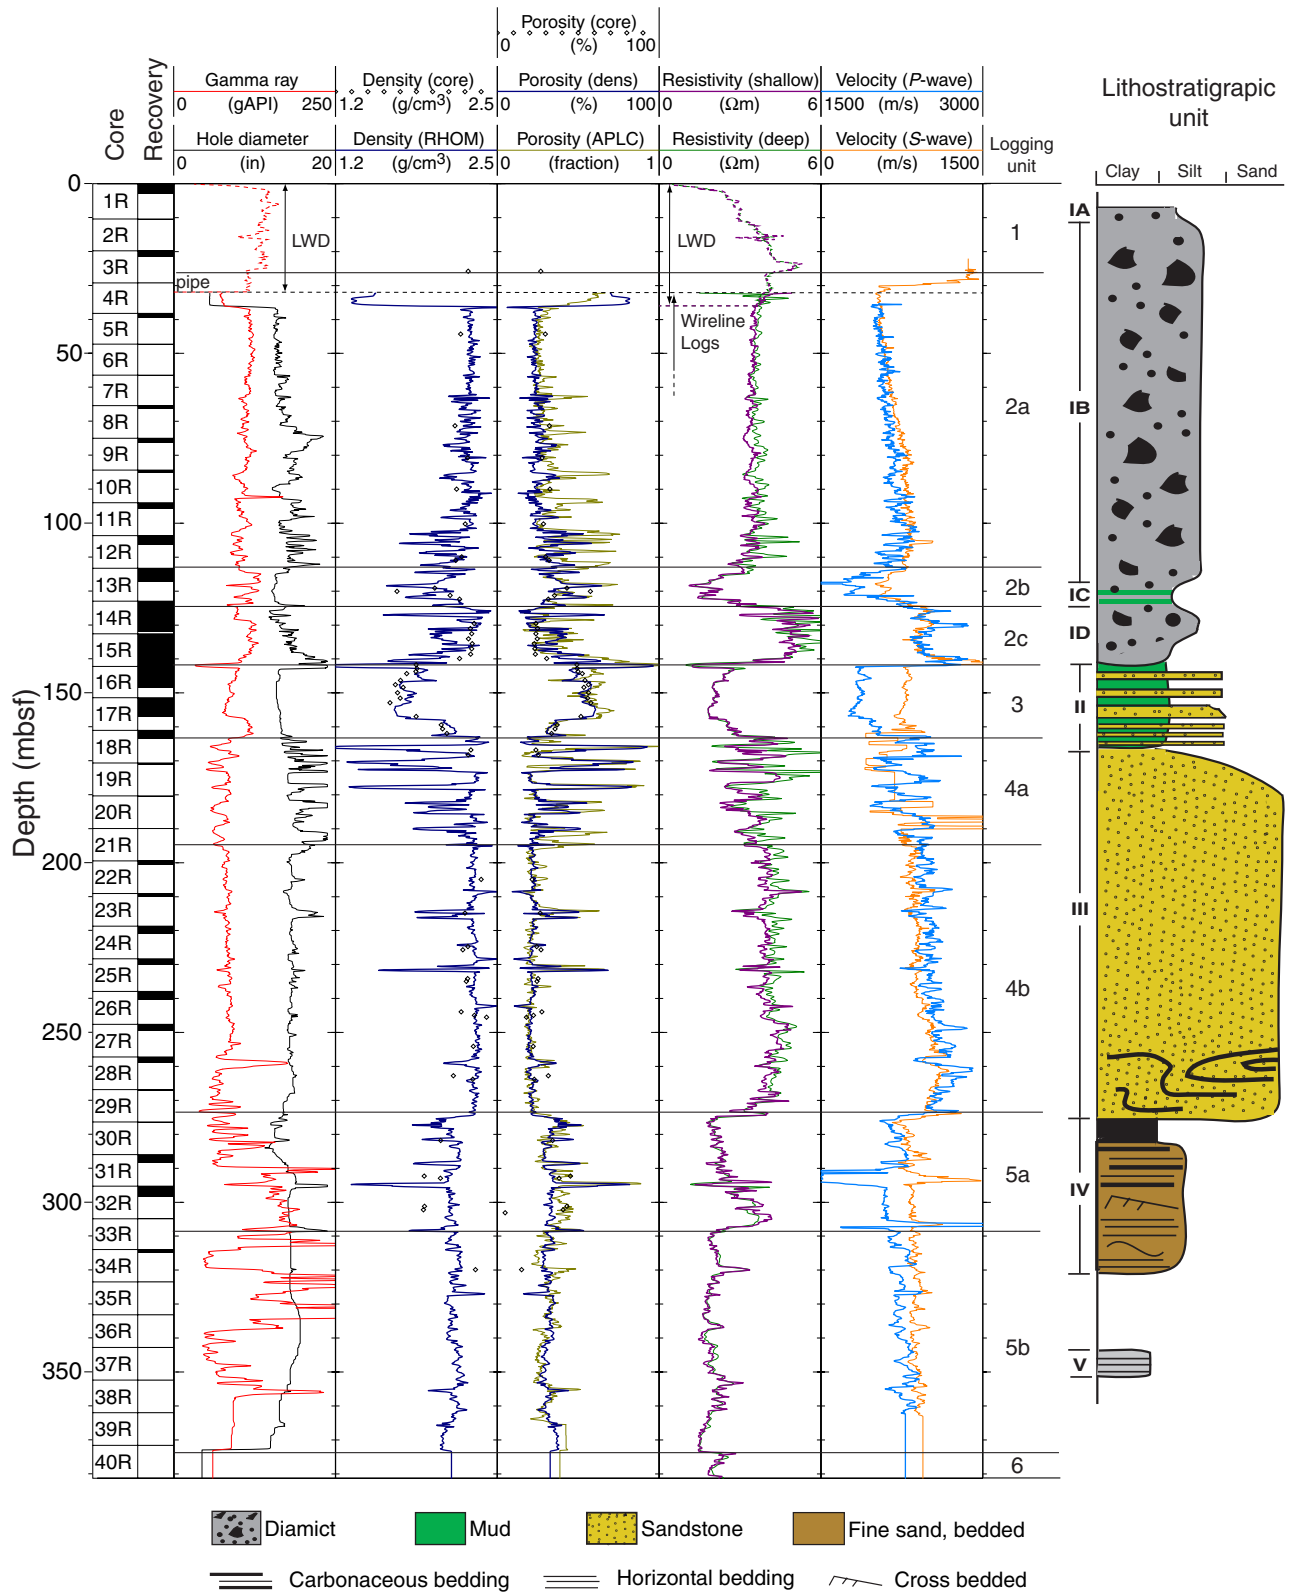 Porosity (core)
0 (%) 100
Gamma ray Density (core) Porosity (dens) Resistivity (shallow) Velocity (P-wave)
0 (gAPI) 250 1.2 (g/cm3) 2.5 0 (%) 100 0 (Ωm) 6 1500 (m/s) 3000
Hole diameter Density (RHOM) Porosity (APLC) Resistivity (deep) Velocity (S-wave)
0 (in) 20 1.2 (g/cm3) 2.5 0 (fraction) 1 0 (Ωm) 6 0 (m/s) 1500
Core
Recovery
Logging
unit
Lithostratigrapic
unit
Clay Silt Sand
Depth (mbsf)
0
50
100
150
200
250
300
350
1R
2R
3R
4R
5R
6R
7R
8R
9R
10R
11R
12R
13R
14R
15R
16R
17R
18R
19R
20R
21R
22R
23R
24R
25R
26R
27R
28R
29R
30R
31R
32R
33R
34R
35R
36R
37R
38R
39R
40R
LWD
pipe
LWD
Wireline
Logs
1
2a
2b
2c
3
4a
4b
5a
5b
6
IA
IB
IC
ID
II
III
IV
V
Diamict Mud Sandstone Fine sand, bedded
Carbonaceous bedding Horizontal bedding Cross bedded